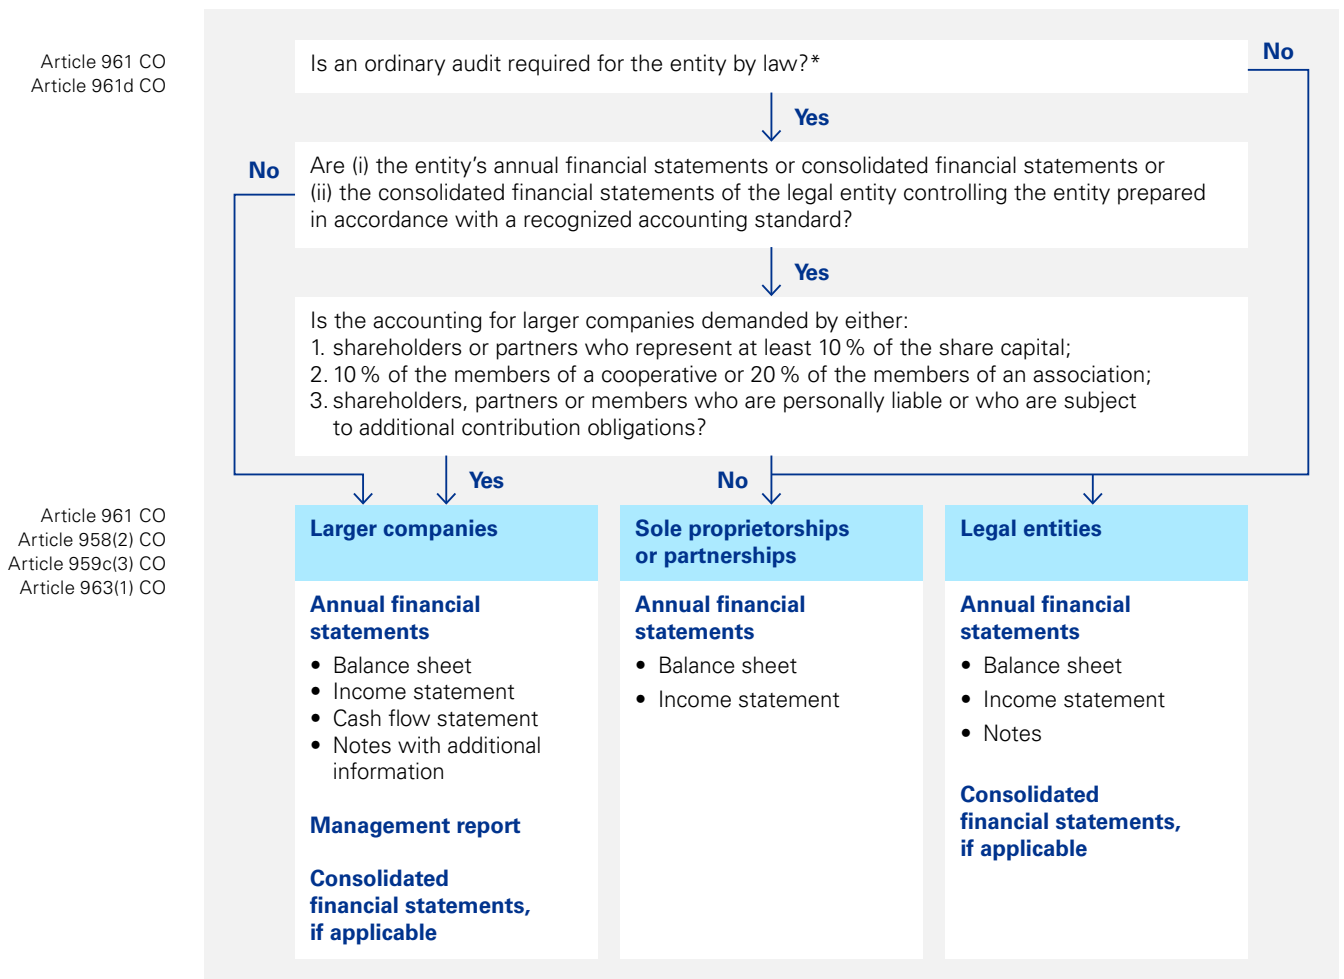 Article 961 CO
Article 961d CO
Is an ordinary audit required for the entity by law?*
No
Yes
No
Are (i) the entity’s annual financial statements or consolidated financial statements or
(ii) the consolidated financial statements of the legal entity controlling the entity prepared
in accordance with a recognized accounting standard?
Yes
Is the accounting for larger companies demanded by either:
1. shareholders or partners who represent at least 10 % of the share capital;
2. 10 % of the members of a cooperative or 20 % of the members of an association;
3. shareholders, partners or members who are personally liable or who are subject
to additional contribution obligations?
Yes
No
Article 961 CO
Article 958(2) CO
Article 959c(3) CO
Article 963(1) CO
Larger companies
Annual financial
statements
• Balance sheet
• Income statement
• Cash flow statement
• Notes with additional
information
Management report
Consolidated
financial statements,
if applicable
Sole proprietorships
or partnerships
Annual financial
statements
• Balance sheet
• Income statement
Legal entities
Annual financial
statements
• Balance sheet
• Income statement
• Notes
Consolidated
financial statements,
if applicable